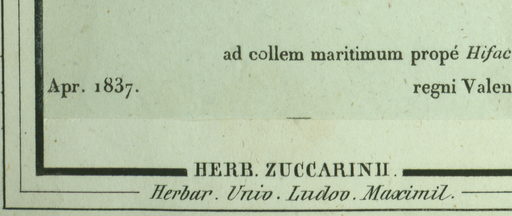 ad collem maritimum propé Hifac
Apr. 1837. regni Valen
HERB. ZUCCARINII.
Herbar. Univ. Ludov. Maximil.